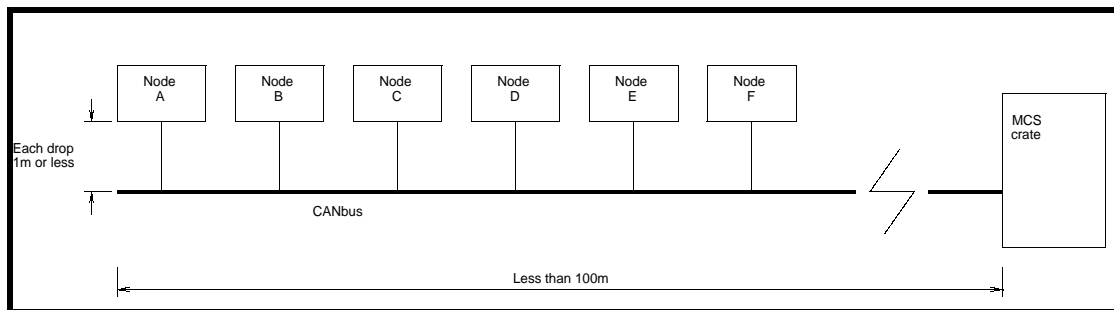 Node
A
Node
B
Node
C
Node
D
Node
E
Node
F
MCS
crate
Each drop
1m or less
CANbus
Less than 100m